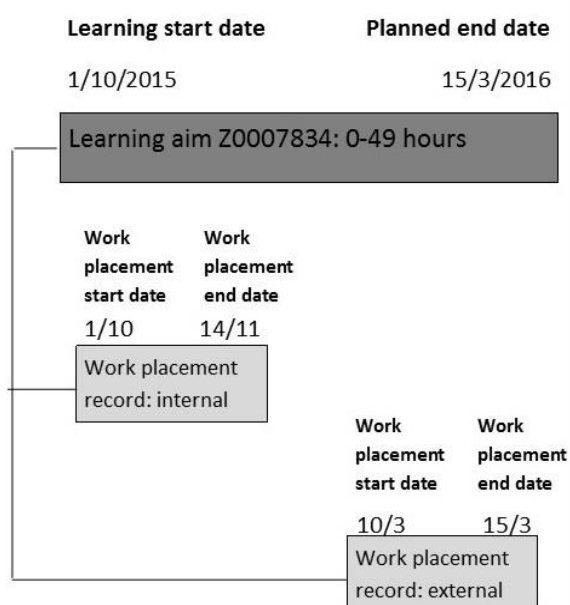 Learning start date Planned end date
1/10/2015 15/3/2016
Learning aim Z0007834: 0-49 hours
Work Work
placement placement
start date end date
1/10 14/11
Work placement
record: internal
Work Work
placement placement
start date end date
10/3 15/3
Work placement
record: external